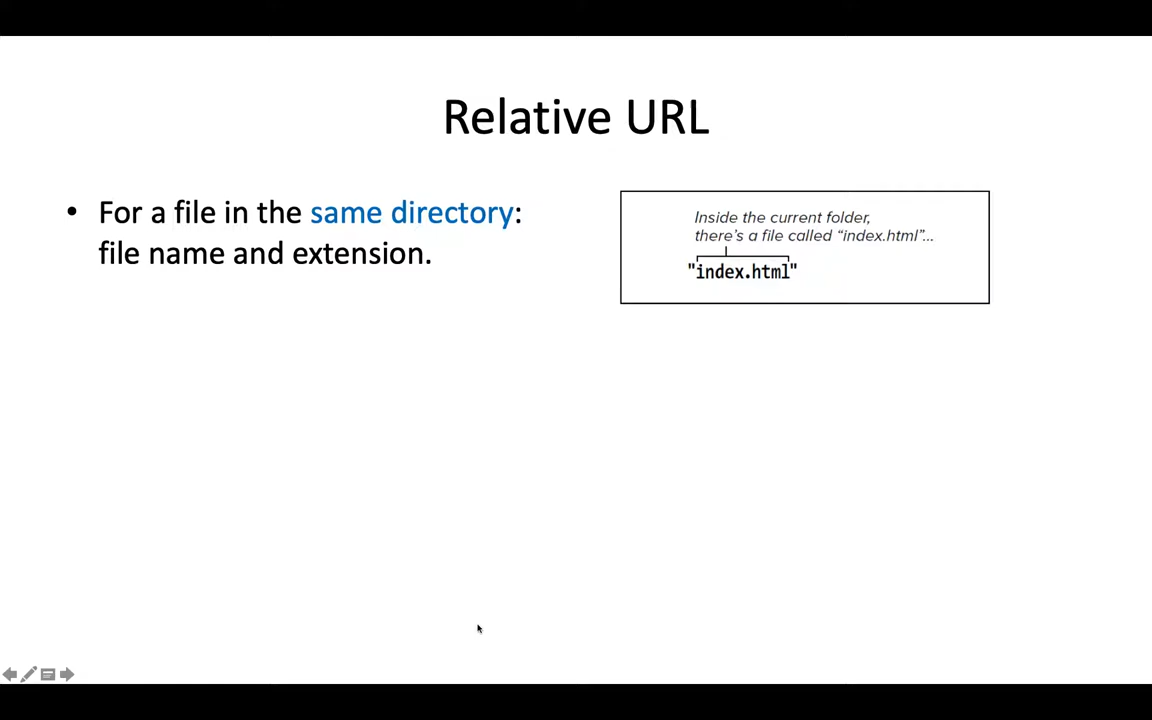 Relative URL
• For a file in the same directory:
file name and extension.
Inside the current folder,
there's a file called “index.html”...
"index.html"